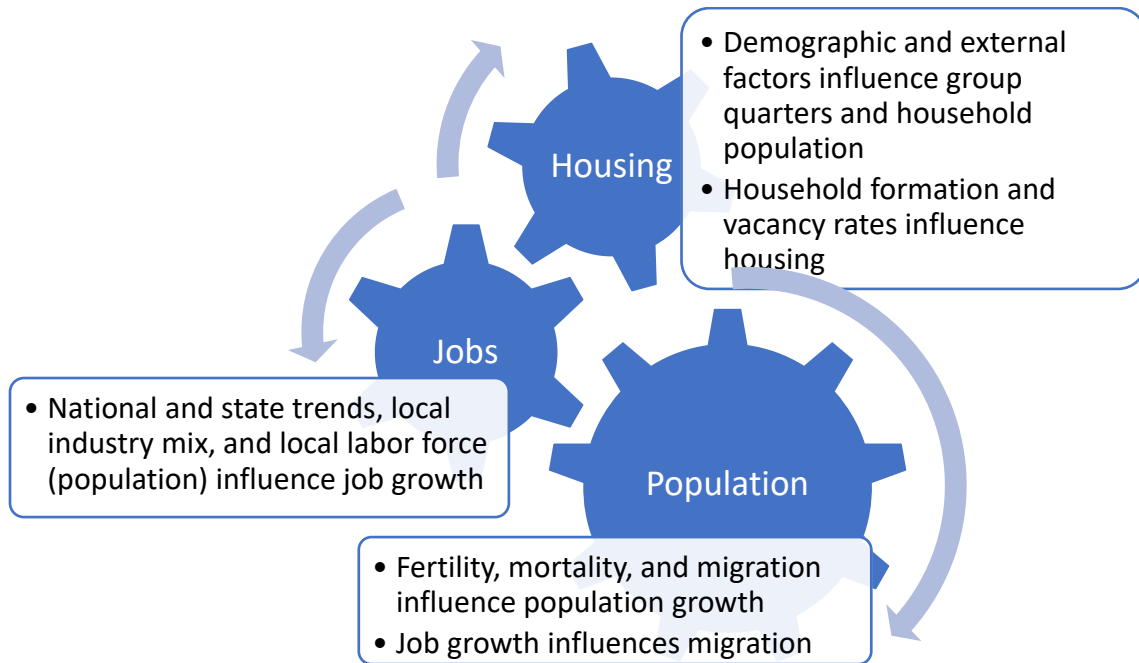 • Demographic and external
factors influence group
quarters and household
population
• Household formation and
vacancy rates influence
housing
Housing
Jobs
• National and state trends, local
industry mix, and local labor force
(population) influence job growth
Population
• Fertility, mortality, and migration
influence population growth
• Job growth influences migration